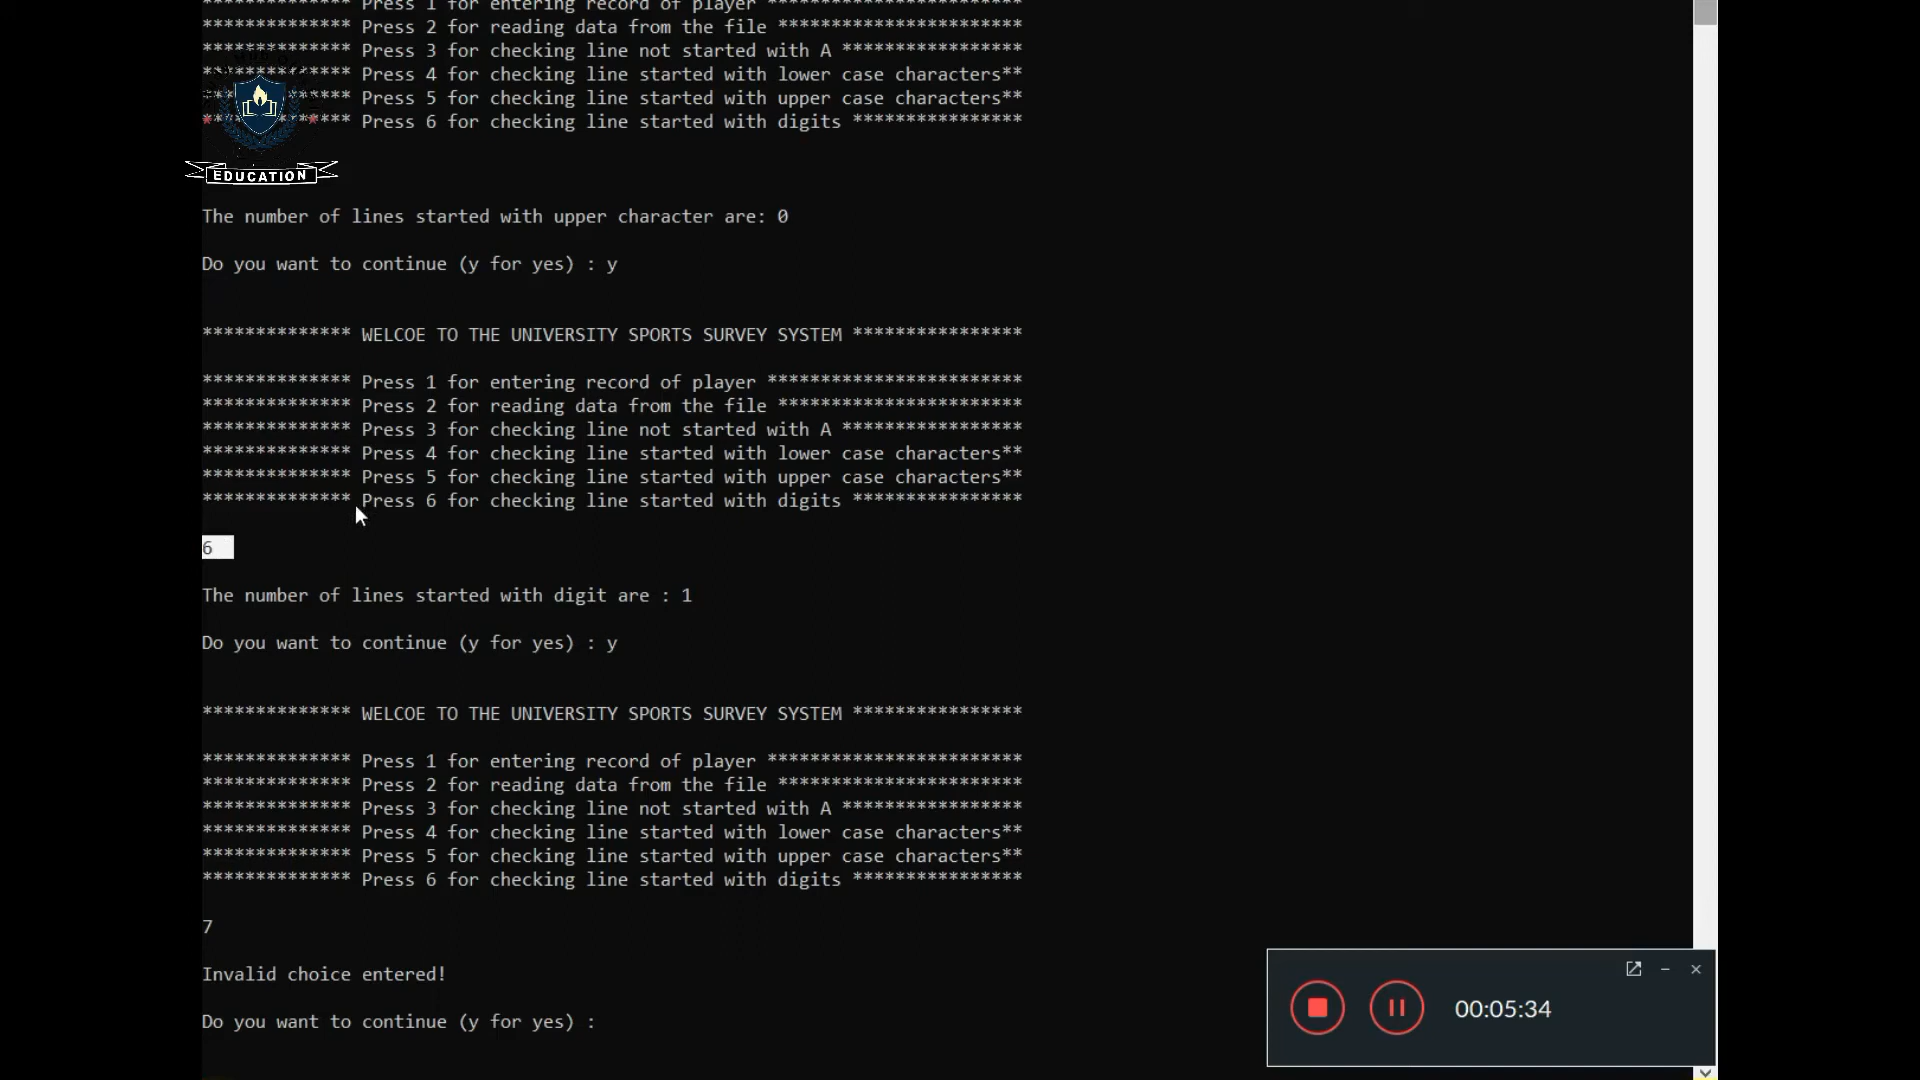 ************** Press 1 for entering record of player ************************
************** Press 2 for reading data from the file ***********************
************** Press 3 for checking line not started with A *****************
************** Press 4 for checking line started with lower case characters**
************** Press 5 for checking line started with upper case characters**
************** Press 6 for checking line started with digits ****************
EDUCATION
The number of lines started with upper character are: 0
Do you want to continue (y for yes) : y
************** WELCOE TO THE UNIVERSITY SPORTS SURVEY SYSTEM ****************
************** Press 1 for entering record of player ************************
************** Press 2 for reading data from the file ***********************
************** Press 3 for checking line not started with A *****************
************** Press 4 for checking line started with lower case characters**
************** Press 5 for checking line started with upper case characters**
************** Press 6 for checking line started with digits ****************
6
The number of lines started with digit are : 1
Do you want to continue (y for yes) : y
************** WELCOE TO THE UNIVERSITY SPORTS SURVEY SYSTEM ****************
************** Press 1 for entering record of player ************************
************** Press 2 for reading data from the file ***********************
************** Press 3 for checking line not started with A *****************
************** Press 4 for checking line started with lower case characters**
************** Press 5 for checking line started with upper case characters**
************** Press 6 for checking line started with digits ****************
7
Invalid choice entered!
Do you want to continue (y for yes) :
00:05:34